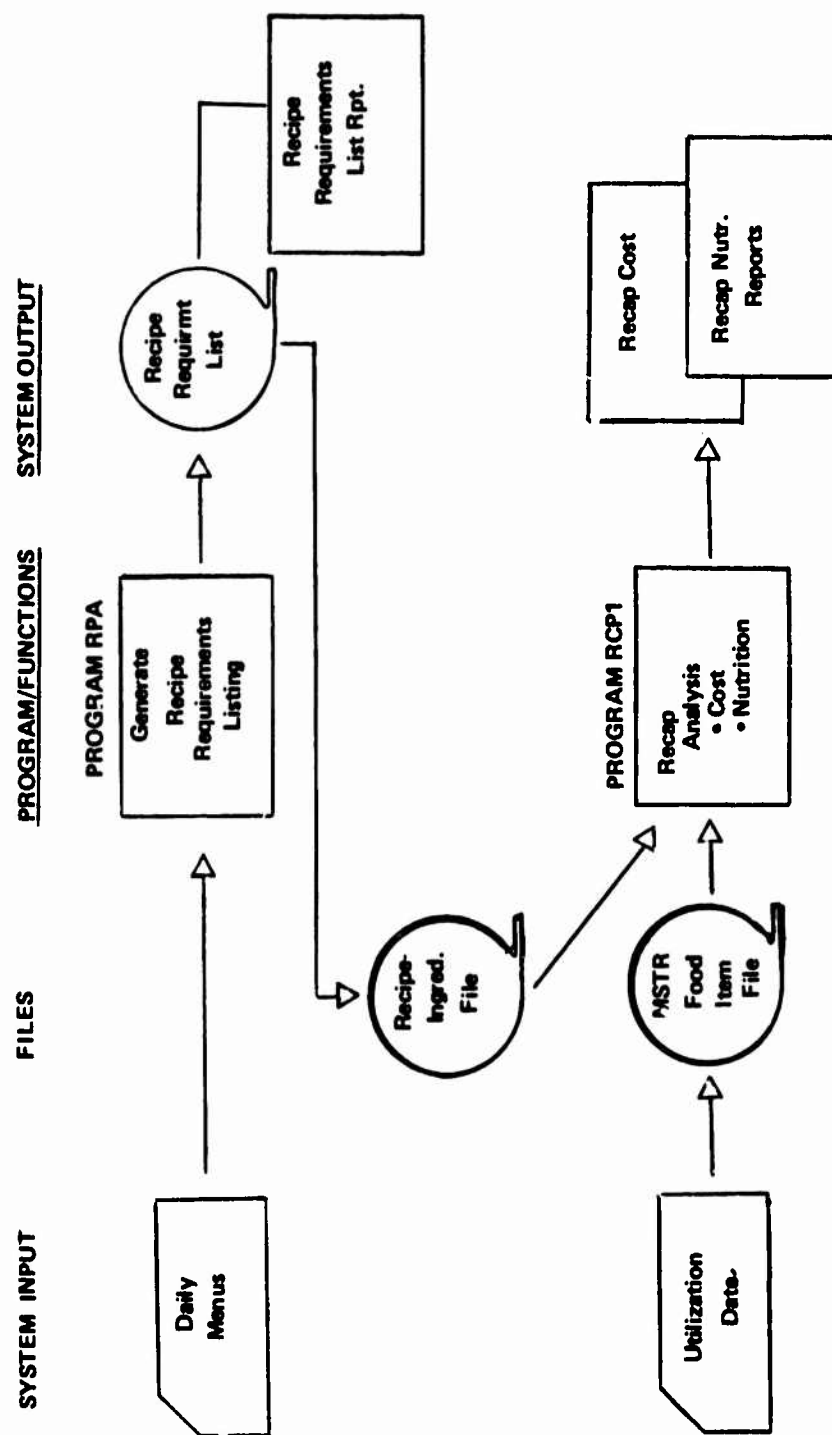 SYSTEM INPUT
FILES
PROGRAM/FUNCTIONS
SYSTEM OUTPUT
Daily
Menus
PROGRAM RPA
Generate
Recipe
Requirements
Listing
Recipe
Requirmt
List
Recipe
Requirements
List Rpt.
Recipe-
Ingred.
File
Utilization
Data
MSTR
Food
Item
File
PROGRAM RCP1
Recap
Analysis
• Cost
• Nutrition
Recap Cost
Recap Nutr.
Reports